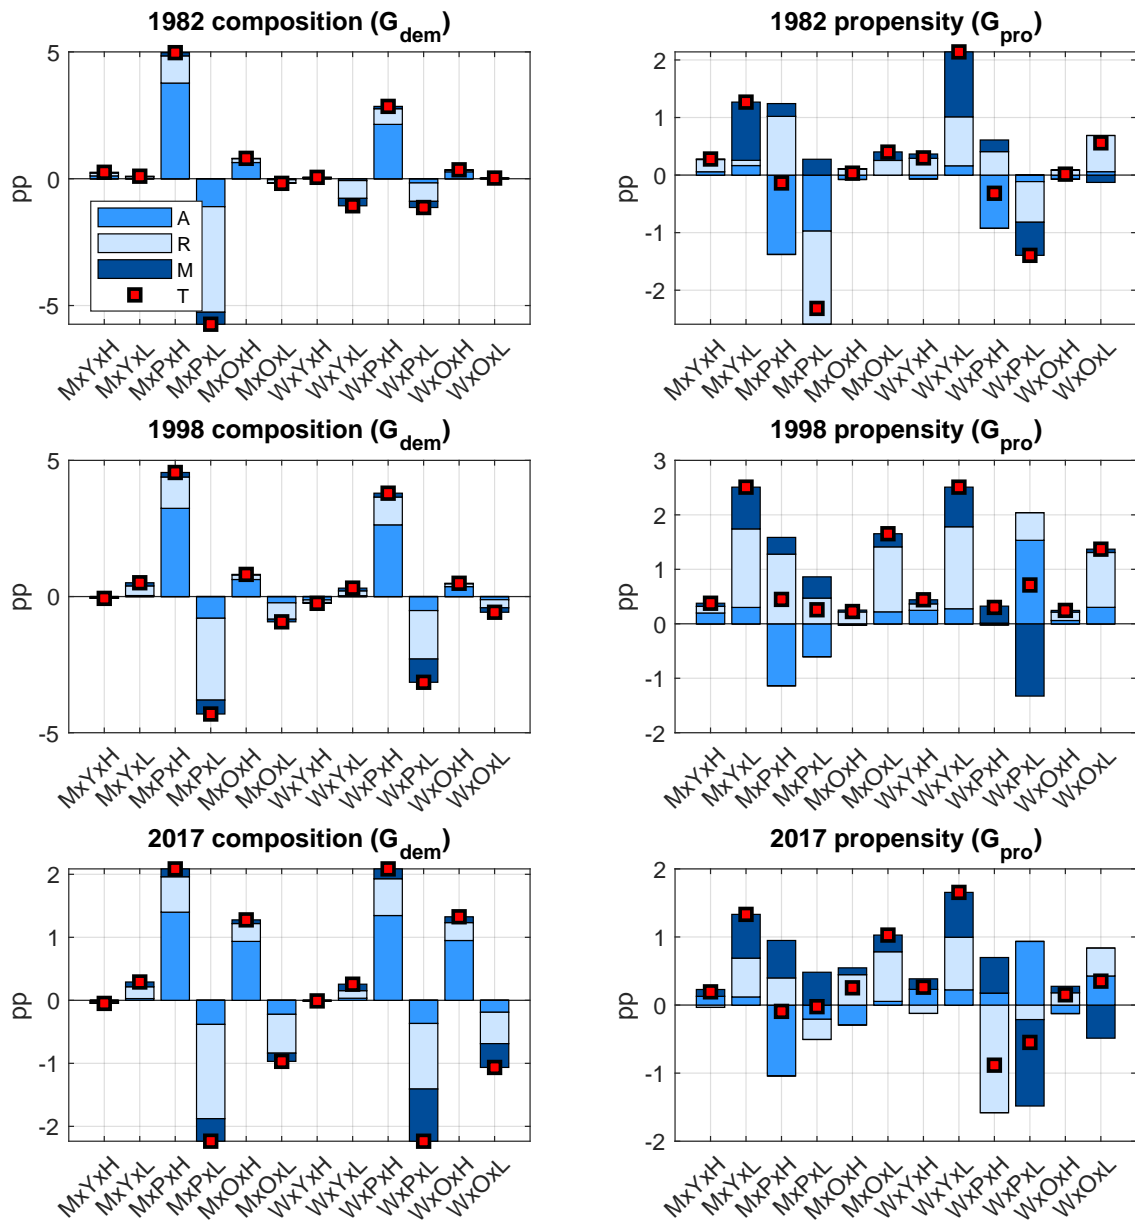 1982 composition (G_dem)
pp
5
0
-5
A
R
M
T
MxYxH
MxYxL
MxPxH
MxPxL
MxOxH
MxOxL
WxYxH
WxYxL
WxPxH
WxPxL
WxOxH
WxOxL
1982 propensity (G_pro)
pp
2
1
0
-1
-2
MxYxH
MxYxL
MxPxH
MxPxL
MxOxH
MxOxL
WxYxH
WxYxL
WxPxH
WxPxL
WxOxH
WxOxL
1998 composition (G_dem)
pp
5
0
-5
MxYxH
MxYxL
MxPxH
MxPxL
MxOxH
MxOxL
WxYxH
WxYxL
WxPxH
WxPxL
WxOxH
WxOxL
1998 propensity (G_pro)
pp
3
2
1
0
-1
-2
MxYxH
MxYxL
MxPxH
MxPxL
MxOxH
MxOxL
WxYxH
WxYxL
WxPxH
WxPxL
WxOxH
WxOxL
2017 composition (G_dem)
pp
2
1
0
-1
-2
MxYxH
MxYxL
MxPxH
MxPxL
MxOxH
MxOxL
WxYxH
WxYxL
WxPxH
WxPxL
WxOxH
WxOxL
2017 propensity (G_pro)
pp
2
1
0
-1
-2
MxYxH
MxYxL
MxPxH
MxPxL
MxOxH
MxOxL
WxYxH
WxYxL
WxPxH
WxPxL
WxOxH
WxOxL